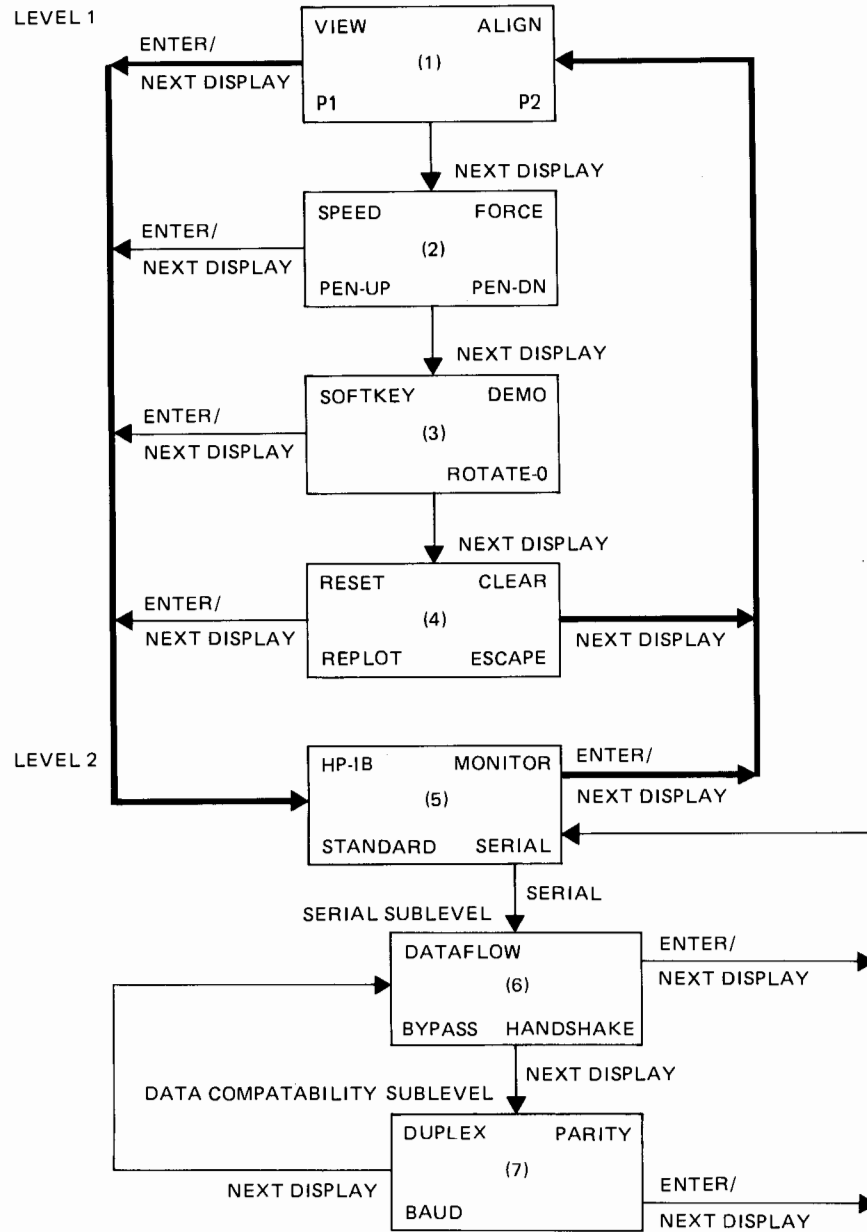 LEVEL 1
VIEW ALIGN
(1)
P1 P2
ENTER/
NEXT DISPLAY
NEXT DISPLAY
SPEED FORCE
(2)
PEN-UP PEN-DN
ENTER/
NEXT DISPLAY
NEXT DISPLAY
SOFTKEY DEMO
(3)
ROTATE-0
ENTER/
NEXT DISPLAY
NEXT DISPLAY
RESET CLEAR
(4)
REPLOT ESCAPE
ENTER/
NEXT DISPLAY
NEXT DISPLAY
LEVEL 2
HP-IB MONITOR
(5)
STANDARD SERIAL
ENTER/
NEXT DISPLAY
SERIAL
SERIAL SUBLEVEL
DATAFLOW
(6)
BYPASS HANDSHAKE
ENTER/
NEXT DISPLAY
NEXT DISPLAY
DATA COMPATABILITY SUBLEVEL
DUPLEX PARITY
(7)
BAUD
NEXT DISPLAY
ENTER/
NEXT DISPLAY